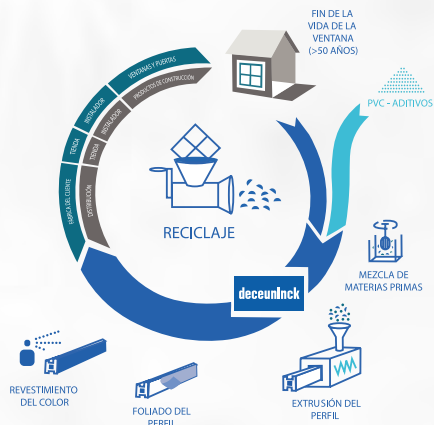 FIN DE LA
VIDA DE LA
VENTANA
(>50 AÑOS)
VENTANAS Y PUERTAS
PRODUCTOS DE CONSTRUCCIÓN
INSTALADOR
INSTALADOR
TIENDA
TIENDA
FABRICA DEL CLIENTE
DISTRIBUCIÓN
PVC - ADITIVOS
RECICLAJE
deceuninck
MEZCLA DE
MATERIAS PRIMAS
REVESTIMIENTO
DEL COLOR
FOLIADO DEL
PERFIL
EXTRUSIÓN DEL
PERFIL